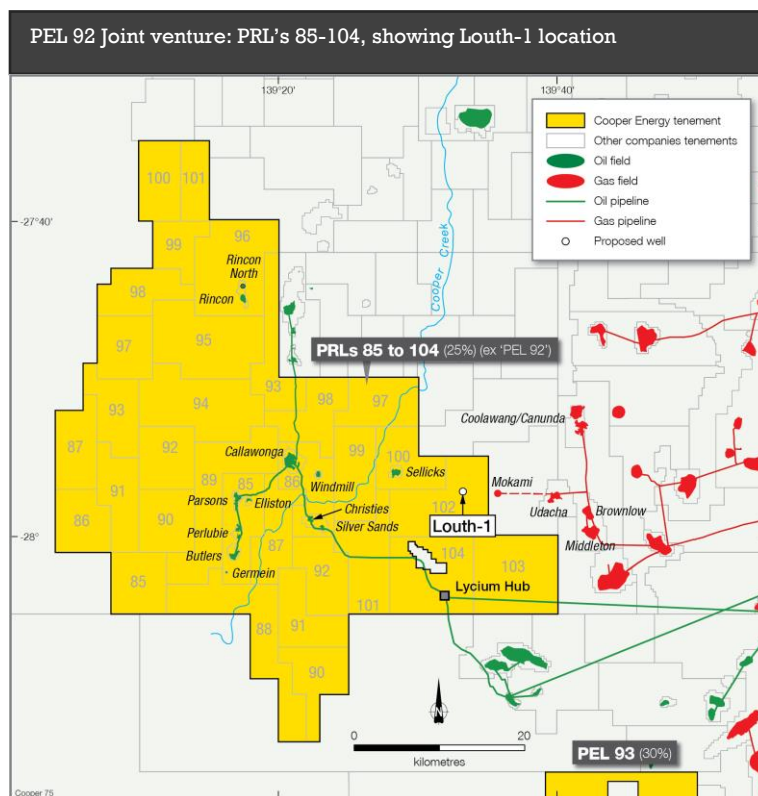 PEL 92 Joint venture: PRL's 85-104, showing Louth-1 location
139°20'
139°40'
Cooper Energy tenement
Other companies tenements
Oil field
Gas field
Oil pipeline
Gas pipeline
Proposed well
-27°40'
100
101
99
96
Rincon
North
Rincon
98
Cooper Creek
97
95
PRLs 85 to 104 (25%) (ex 'PEL 92')
93
98
97
94
93
87
92
99
100
Coolawang/Canunda
Callawonga
Sellicks
89
85
86
Windmill
Mokami
91
Parsons
Elliston
Christies
102
Udacha
Brownlow
86
90
Silver Sands
Louth-1
-28°
Perlubie
87
Middleton
Butlers
104
103
Germein
92
85
Lycium Hub
101
88
91
90
N
0
20
kilometres
PEL 93 (30%)
Cooper 75